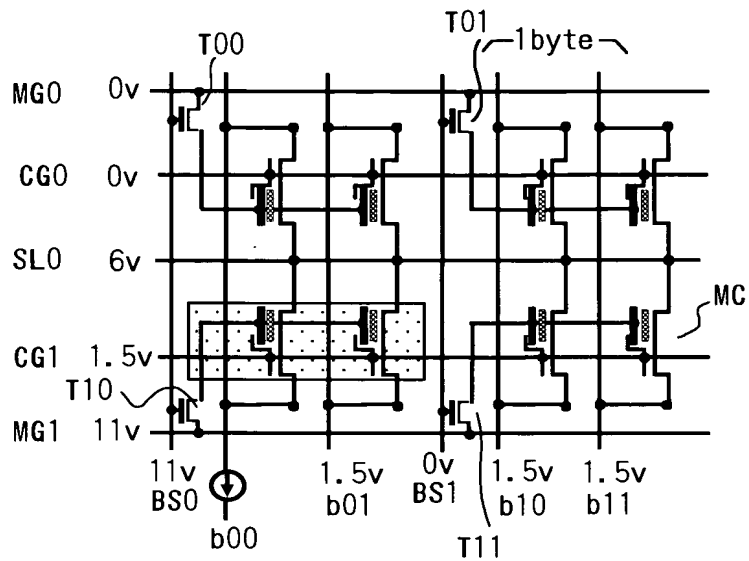 T00
T01
1byte
MG0 0v
CG0 0v
SL0 6v
MC
CG1 1.5v
T10
MG1 11v
11v
BS0
b00
1.5v
b01
0v
BS1
1.5v
b10
1.5v
b11
T11